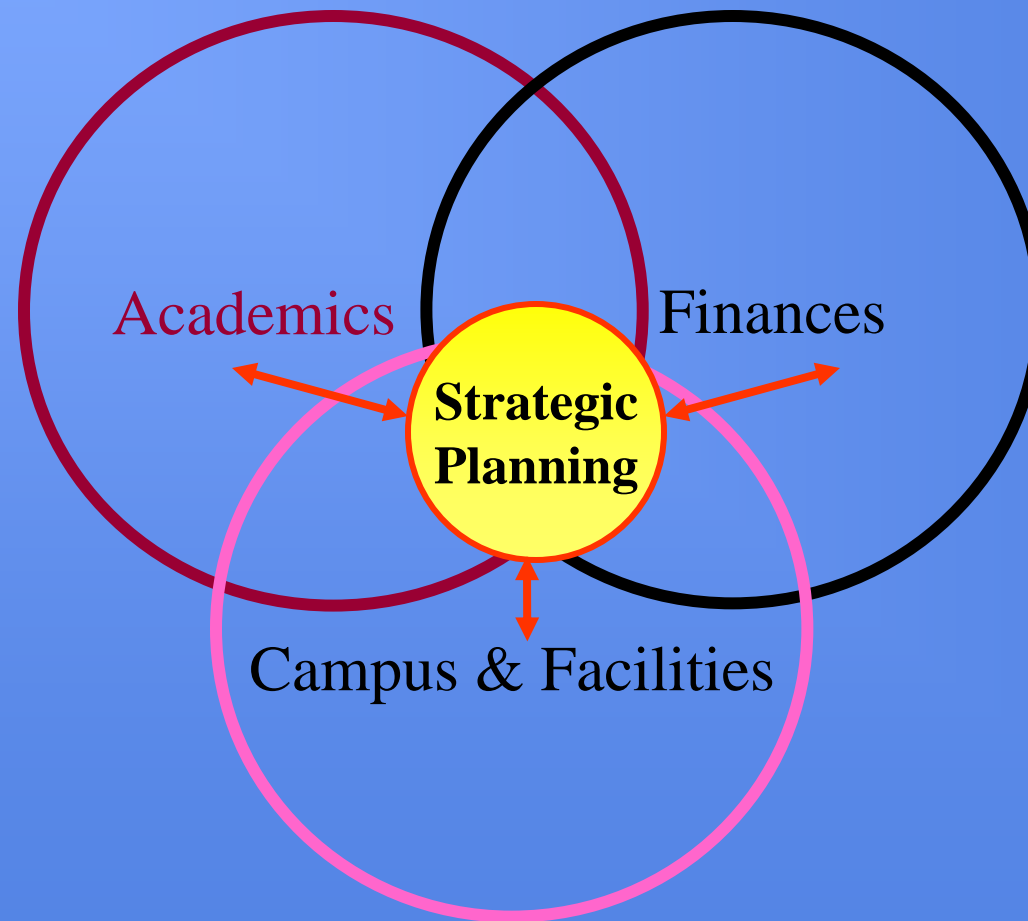 Academics
Finances
Strategic
Planning
Campus & Facilities